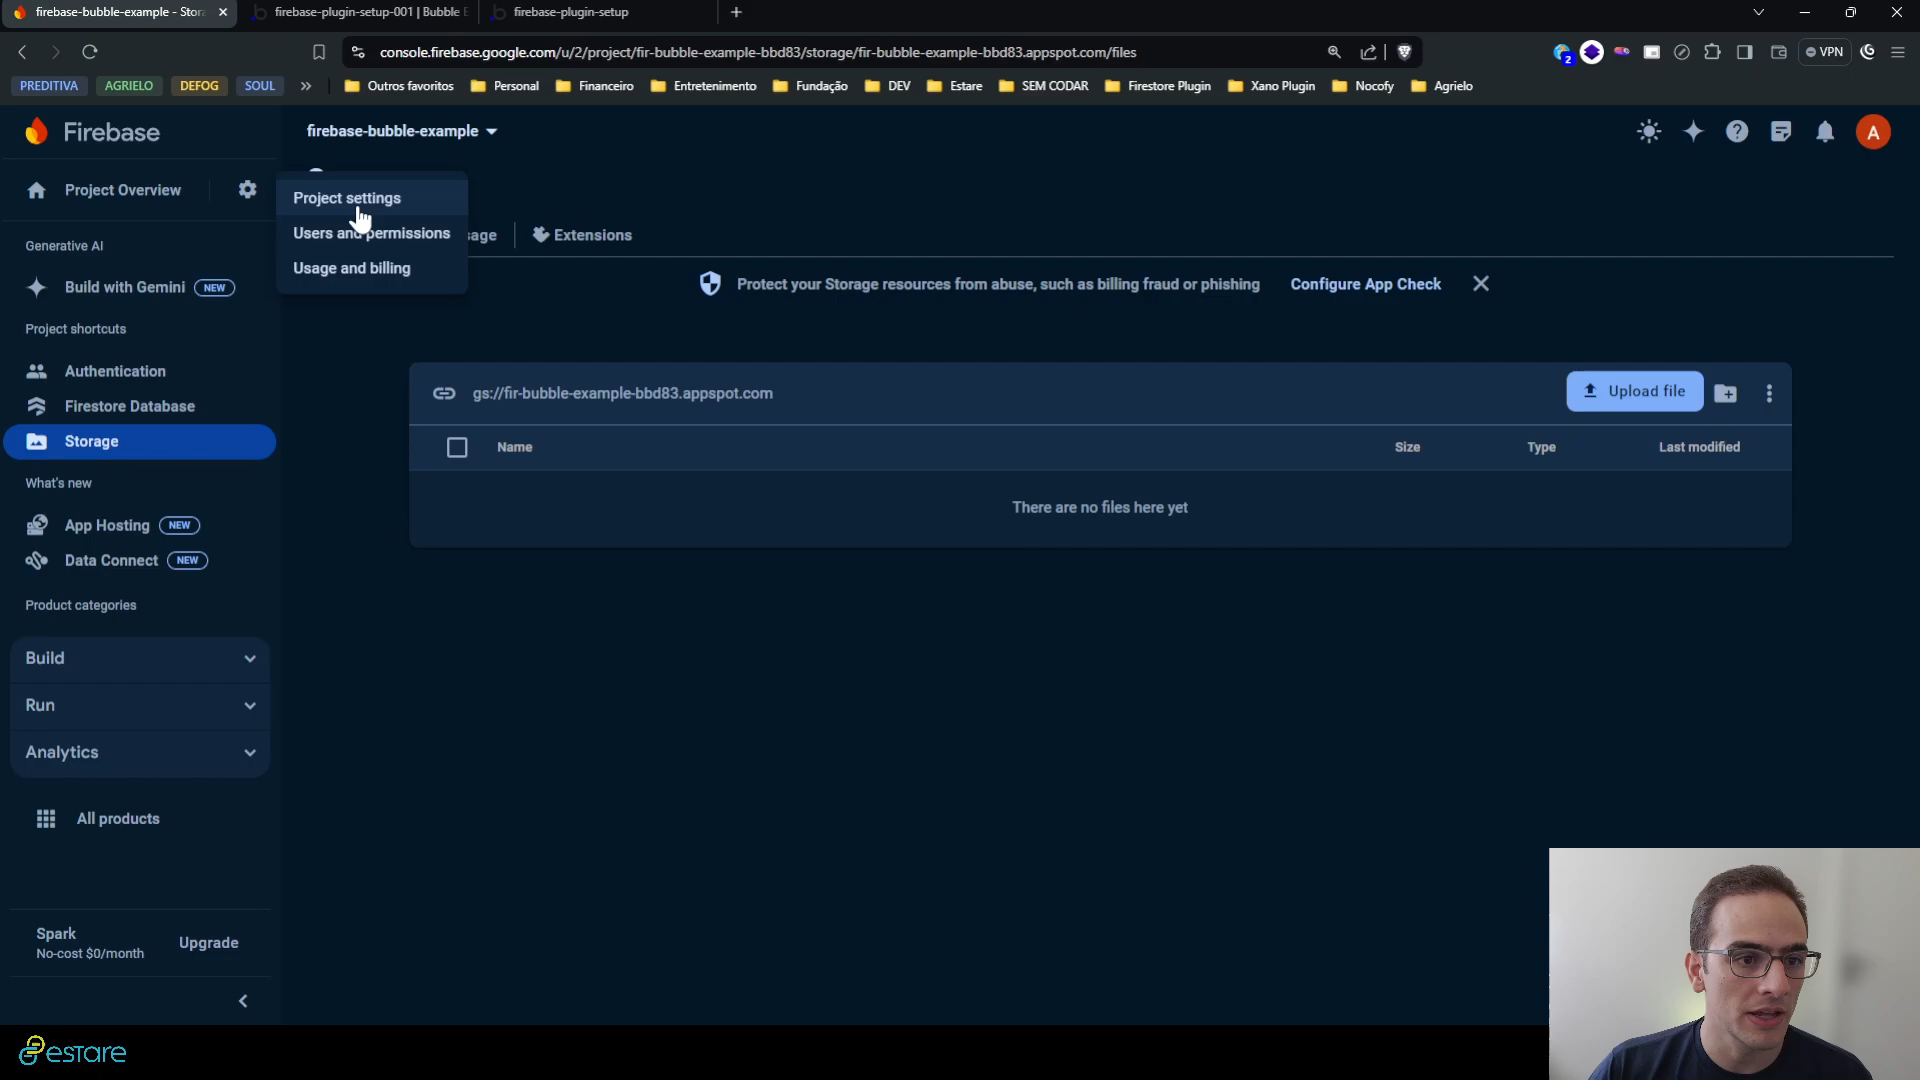 firebase-bubble-example - Stor
firebase-plugin-setup-001 | Bubble E
firebase-plugin-setup
console.firebase.google.com/u/2/project/fir-bubble-example-bbd83/storage/fir-bubble-example-bbd83.appspot.com/files
2
VPN
PREDITIVA
AGRIELO
DEFOG
SOUL
Outros favoritos
Personal
Financeiro
Entretenimento
Fundação
DEV
Estare
SEM CODAR
Firestore Plugin
Xano Plugin
Nocofy
Agrielo
Firebase
firebase-bubble-example
A
Project Overview
Project settings
Users and permissions
Usage and billing
sage
Extensions
Generative AI
Build with Gemini NEW
Protect your Storage resources from abuse, such as billing fraud or phishing
Configure App Check
Project shortcuts
Authentication
Firestore Database
Storage
gs://fir-bubble-example-bbd83.appspot.com
Upload file
Name
Size
Type
Last modified
There are no files here yet
What's new
App Hosting NEW
Data Connect NEW
Product categories
Build
Run
Analytics
All products
Spark
No-cost $0/month
Upgrade
estare